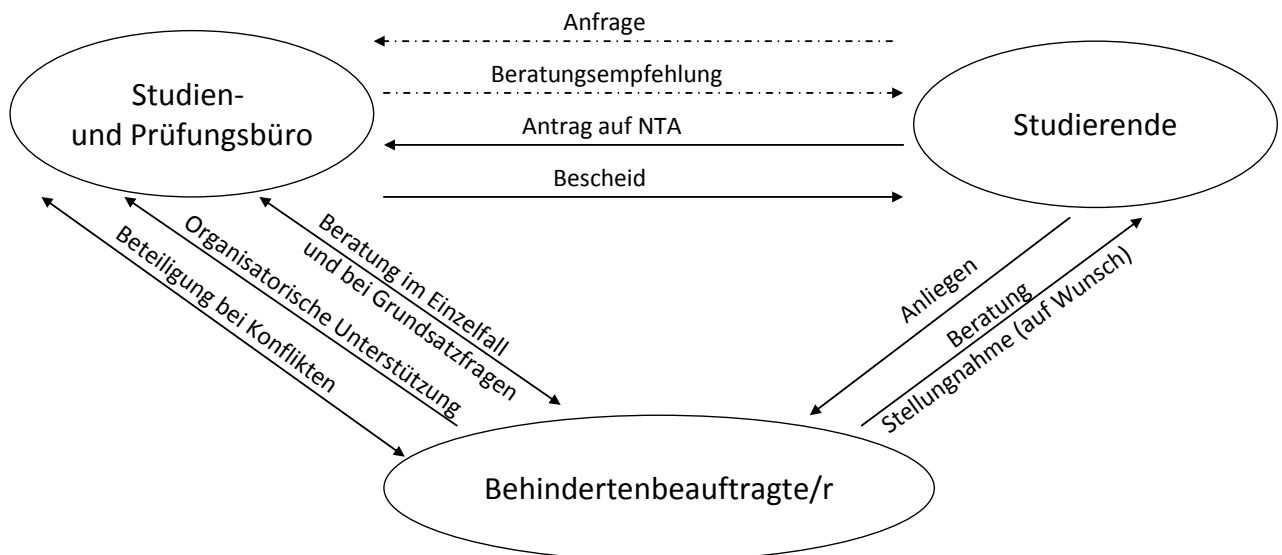 Anfrage
Beratungsempfehlung
Studien-
und Prüfungsbüro
Studierende
Antrag auf NTA
Bescheid
Beteiligung bei Konflikten
Organisatorische Unterstützung
Beratung im Einzelfall
und bei Grundsatzfragen
Anliegen
Beratung
Stellungnahme (auf Wunsch)
Behindertenbeauftragte/r